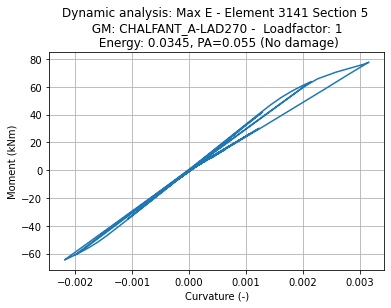 Dynamic analysis: Max E - Element 3141 Section 5
GM: CHALFANT_A-LAD270 - Loadfactor: 1
Energy: 0.0345, PA=0.055 (No damage)
80
60
40
20
0
−20
−40
−60
Moment (kNm)
−0.002 −0.001 0.000 0.001 0.002 0.003
Curvature (-)